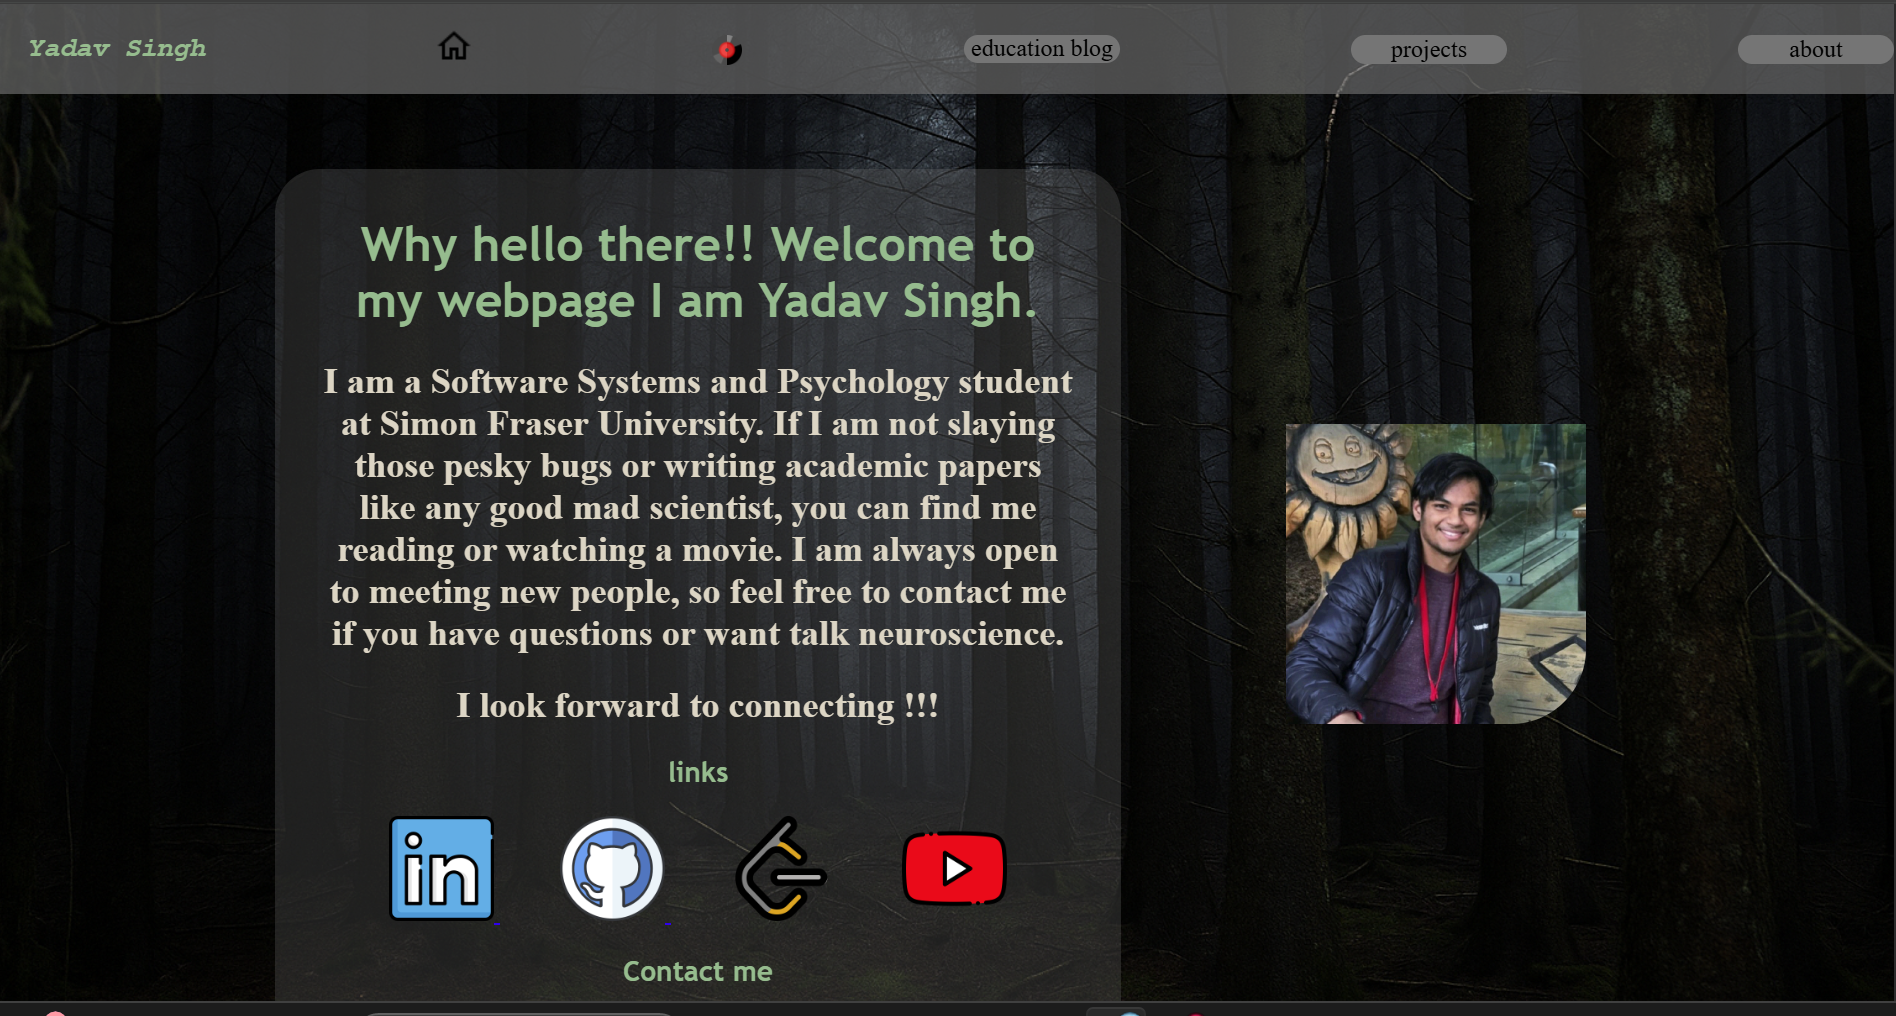 Yadav Singh
education blog
projects
about
Why hello there!! Welcome to
my webpage I am Yadav Singh.
I am a Software Systems and Psychology student
at Simon Fraser University. If I am not slaying
those pesky bugs or writing academic papers
like any good mad scientist, you can find me
reading or watching a movie. I am always open
to meeting new people, so feel free to contact me
if you have questions or want talk neuroscience.
I look forward to connecting !!!
links
in
Contact me